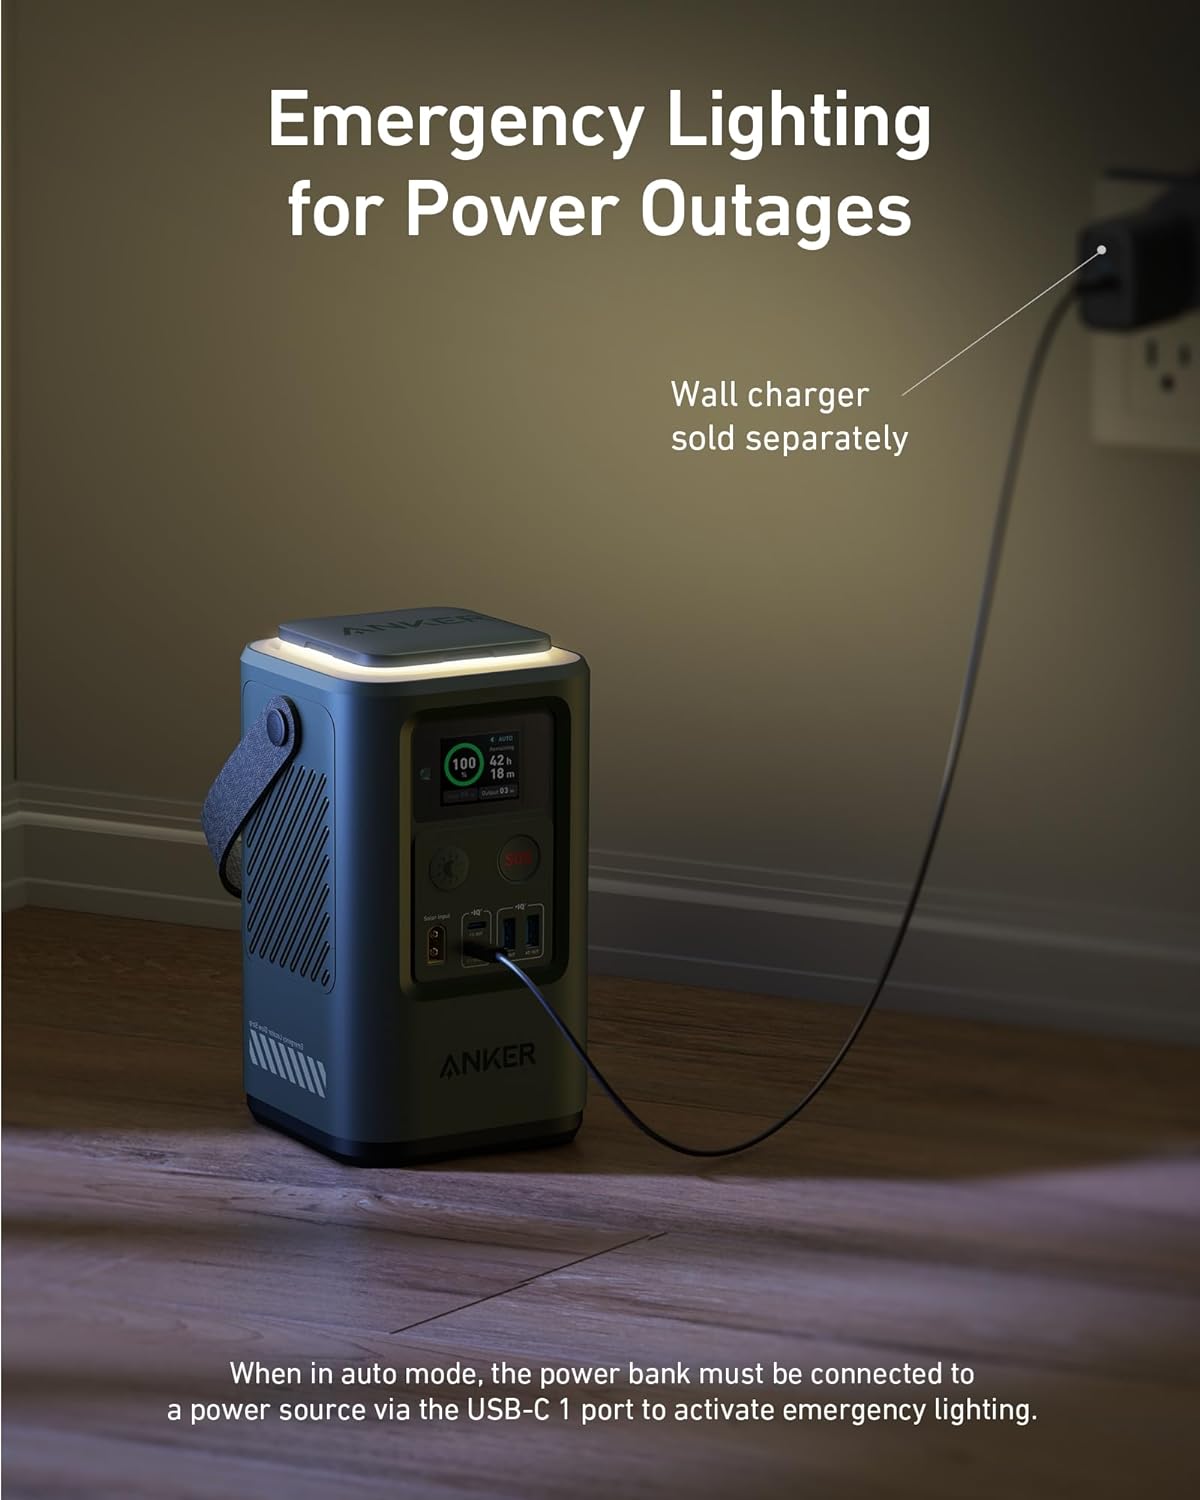 Emergency Lighting
for Power Outages
Wall charger
sold separately
ANKER
AUTO
100
%
Remaining
42 h
18 m
Output 03 w
SOS
Solar Input
IQ
IQ
ANKER
When in auto mode, the power bank must be connected to
a power source via the USB-C 1 port to activate emergency lighting.